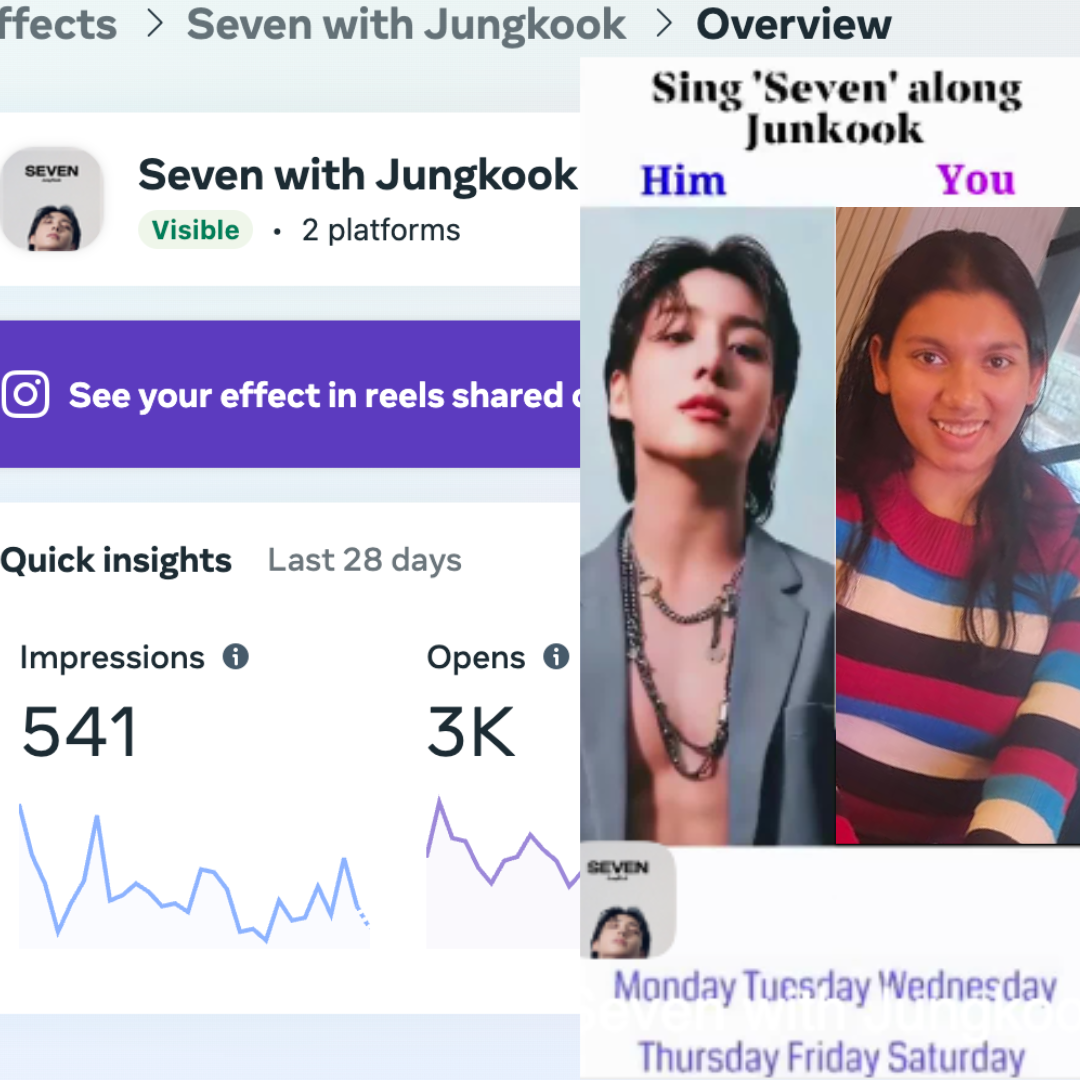 ffects > Seven with Jungkook > Overview
SEVEN
Seven with Jungkook
Visible • 2 platforms
See your effect in reels shared
Quick insights Last 28 days
Impressions
541
Opens
3K
Sing 'Seven' along
Junkook
Him You
SEVEN
Monday Tuesday Wednesday
Seven with Jungkoo
Thursday Friday Saturday